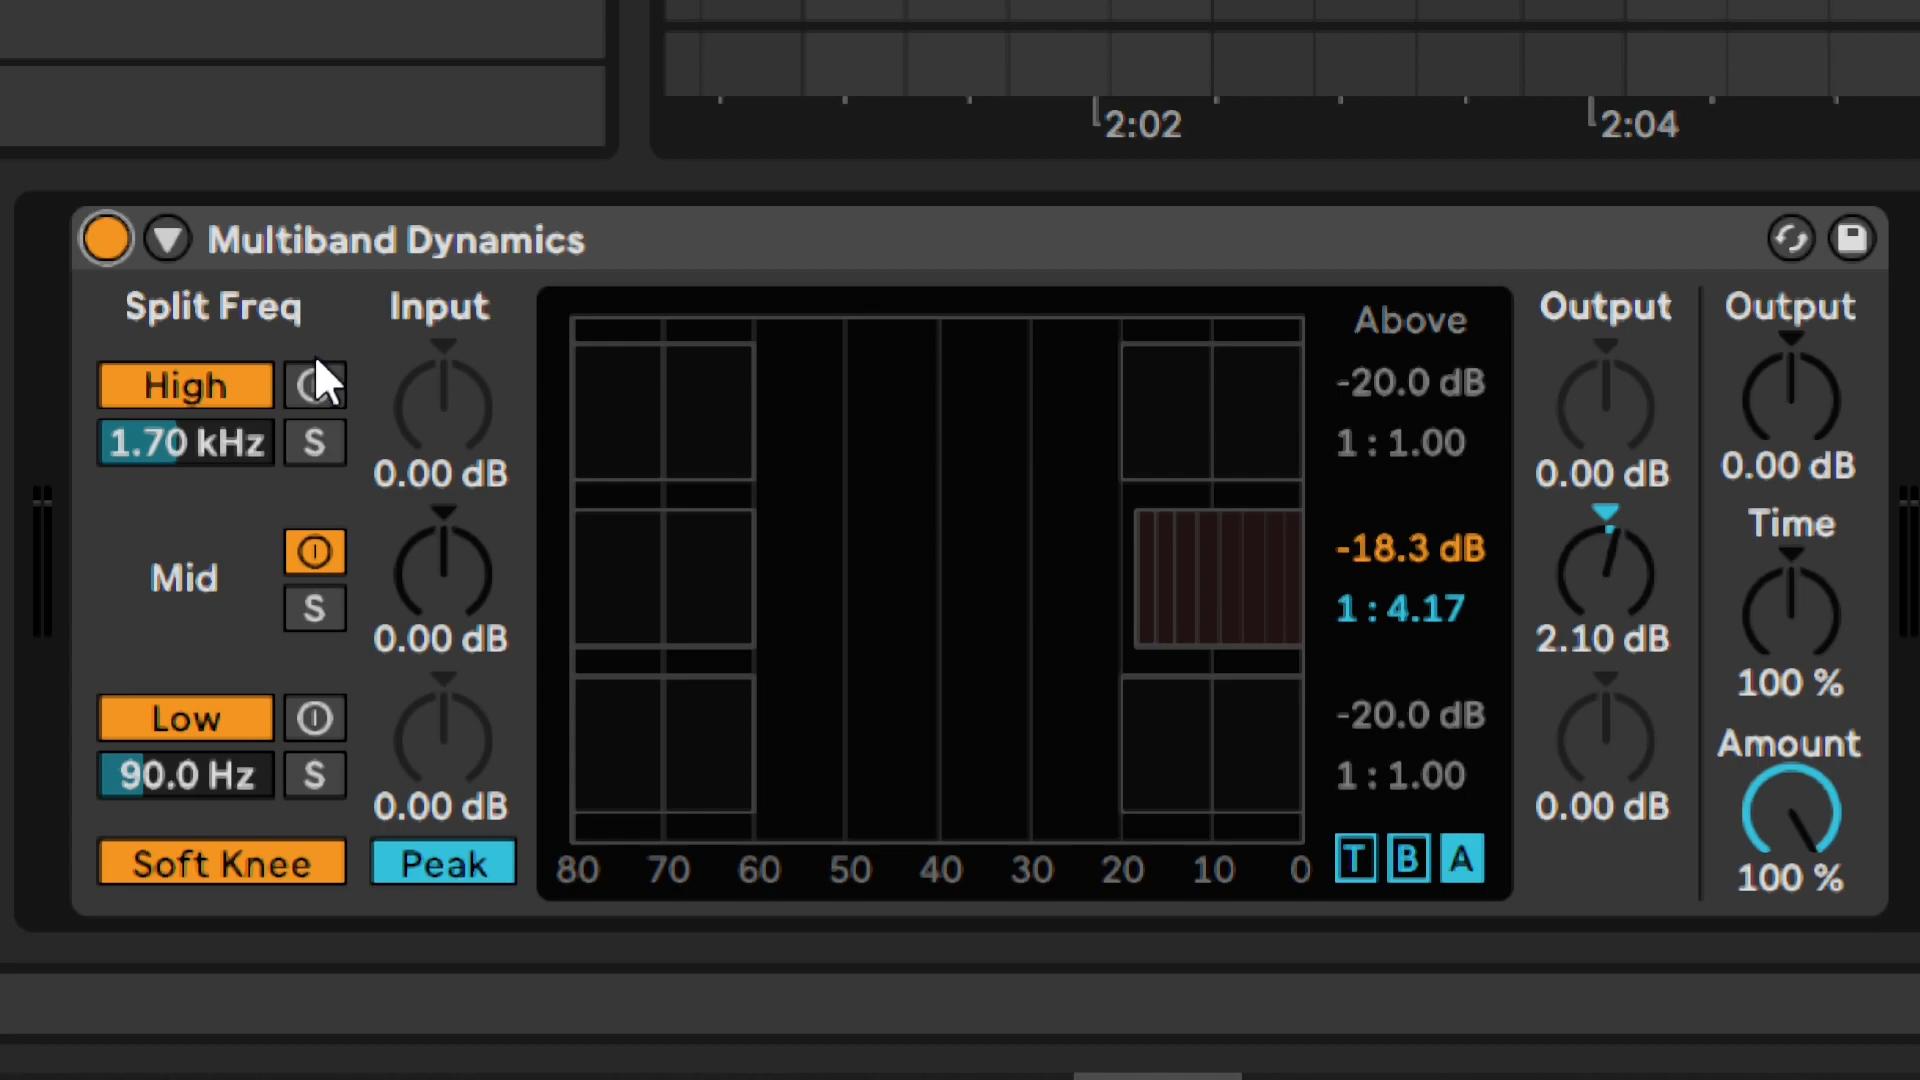 2:02
2:04
Multiband Dynamics
Split Freq
Input
Above
Output
Output
High
1.70 kHz
S
0.00 dB
-20.0 dB
1 : 1.00
0.00 dB
0.00 dB
Time
Mid
S
0.00 dB
-18.3 dB
1 : 4.17
2.10 dB
100 %
Low
90.0 Hz
S
0.00 dB
-20.0 dB
1 : 1.00
0.00 dB
Amount
100 %
Soft Knee
Peak
80 70 60 50 40 30 20 10 0
T B A